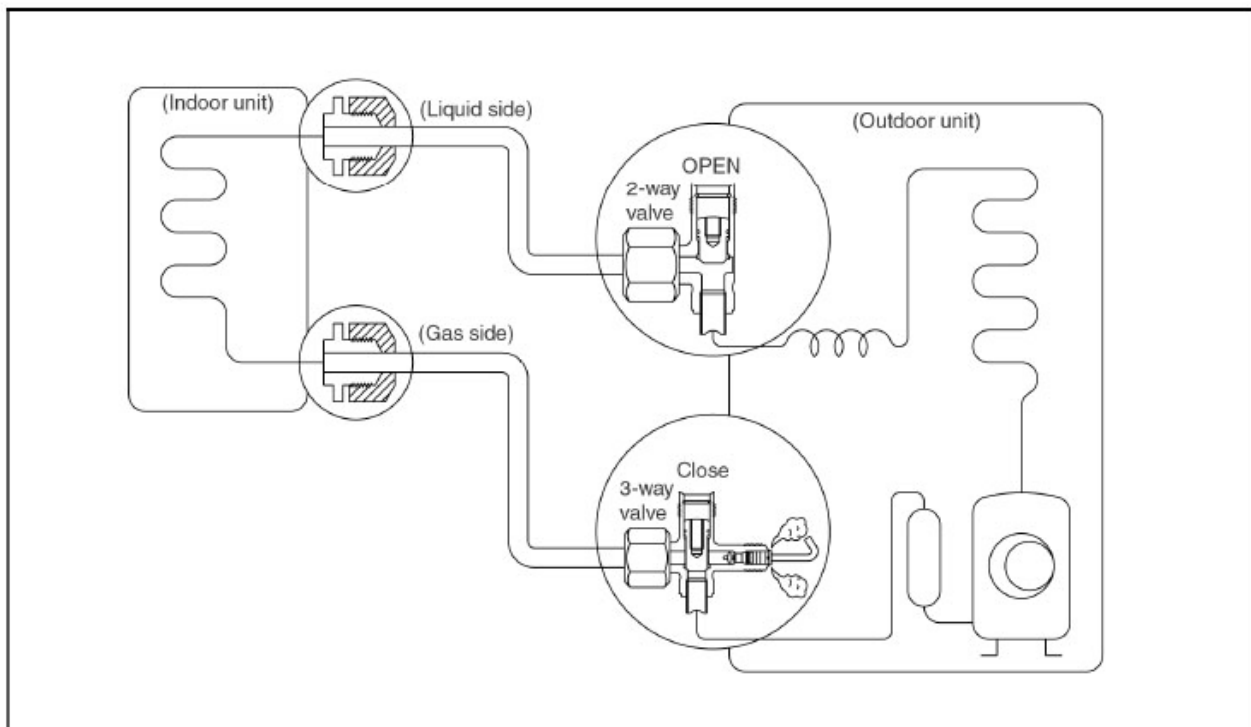 (Indoor unit)
(Liquid side)
(Outdoor unit)
OPEN
2-way
valve
(Gas side)
Close
3-way
valve